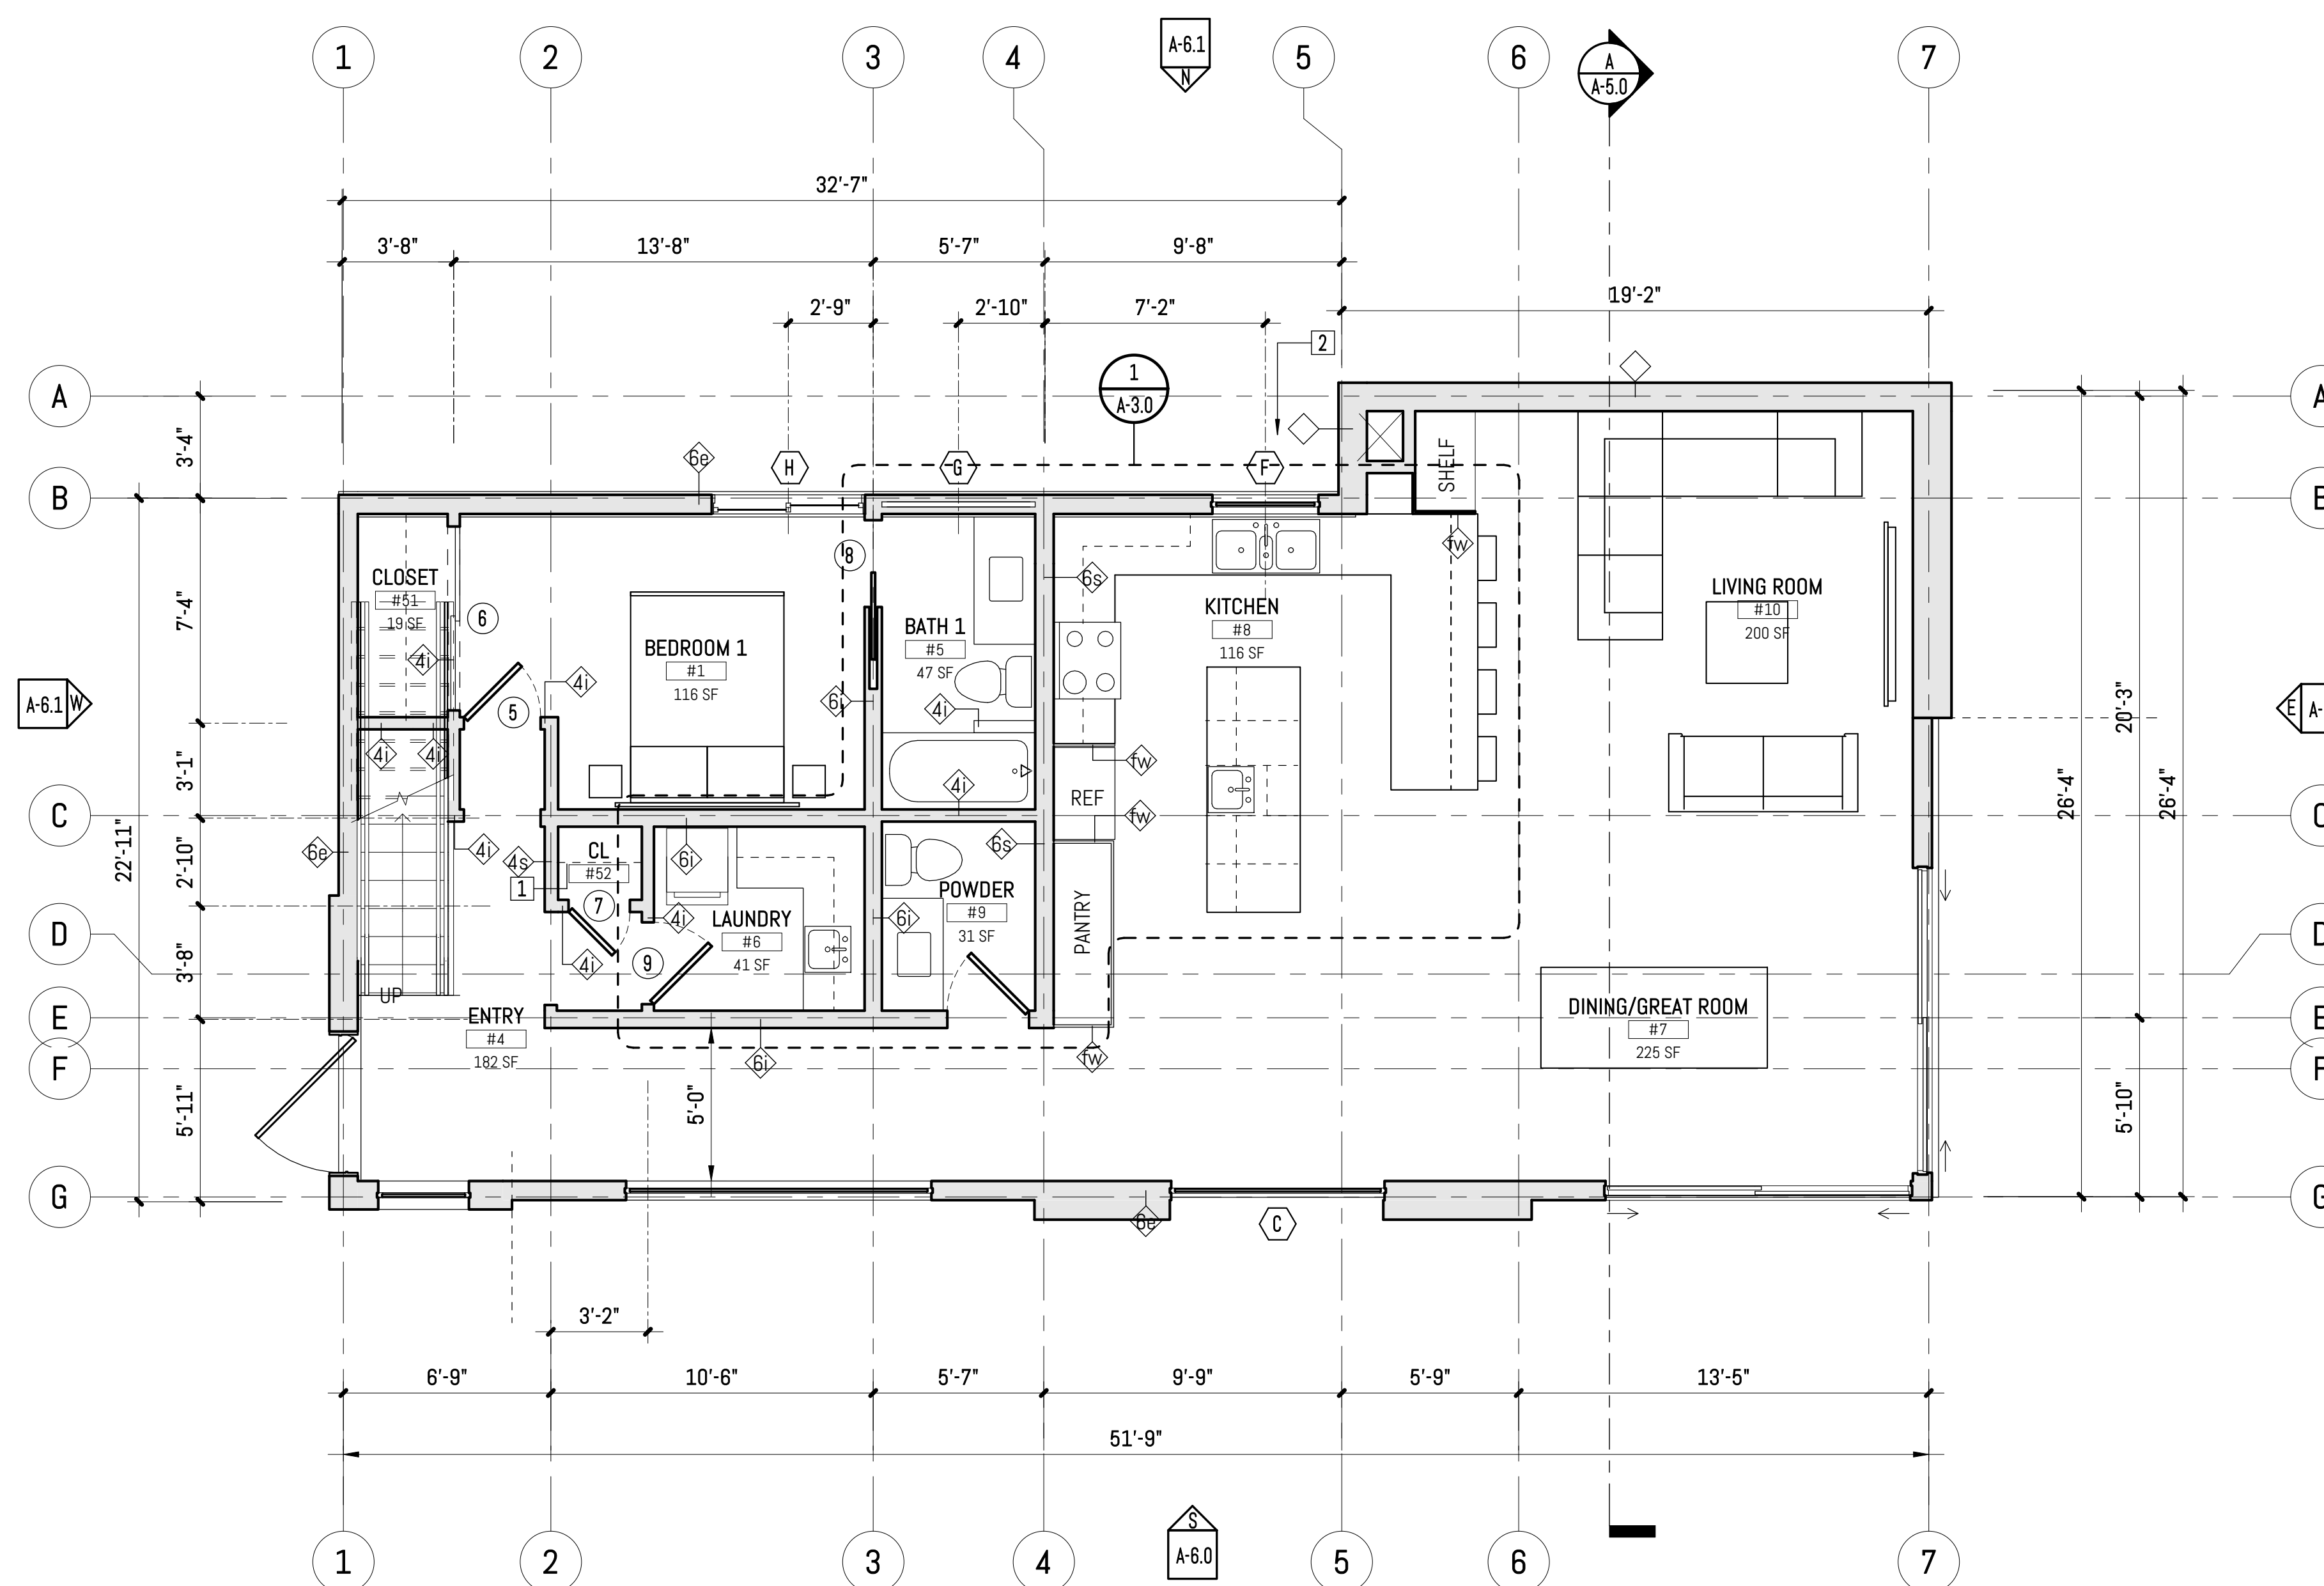 1 2 3 4 5 6 7
A-6.1
N
A
A-5.0
32'-7"
3'-8" 13'-8" 5'-7" 9'-8"
2'-9" 2'-10" 7'-2" 19'-2"
2
1
A-3.0
A
3'-4"
6e H G F
B
SHELF
8
fw
CLOSET
#51
19 SF
6
4i
7'-4"
BEDROOM 1
#1
116 SF
BATH 1
#5
47 SF
6s
KITCHEN
#8
116 SF
LIVING ROOM
#10
200 SF
A-6.1 W
5
4i
6i
4i
E
A-
20'-3"
4i 4i
fw
3'-1"
4i
REF
26'-4" 26'-4"
C
fw
22'-11"
6e
4i
2'-10"
4s
CL
#52
1
6i
6s
7
LAUNDRY
#6
41 SF
4i
POWDER
#9
31 SF
6i
PANTRY
D
3'-8"
4i
9
UP
E
ENTRY
#4
182 SF
DINING/GREAT ROOM
#7
225 SF
F
6i
fw
5'-11"
5'-0"
5'-10"
G
6e
C
3'-2"
6'-9" 10'-6" 5'-7" 9'-9" 5'-9" 13'-5"
51'-9"
S
A-6.0
1 2 3 4 5 6 7